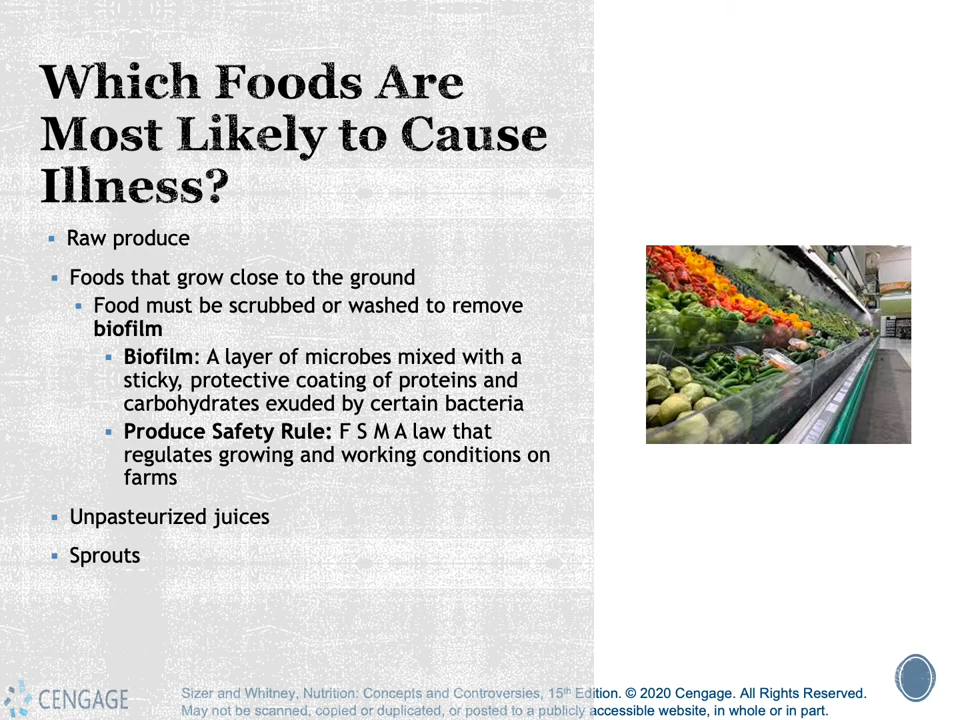 Which Foods Are
Most Likely to Cause
Illness?
▪ Raw produce
▪ Foods that grow close to the ground
▪ Food must be scrubbed or washed to remove
biofilm
▪ Biofilm: A layer of microbes mixed with a
sticky, protective coating of proteins and
carbohydrates exuded by certain bacteria
▪ Produce Safety Rule: F S M A law that
regulates growing and working conditions on
farms
▪ Unpasteurized juices
▪ Sprouts
CENGAGE
Sizer and Whitney, Nutrition: Concepts and Controversies, 15th Edition. © 2020 Cengage. All Rights Reserved.
May not be scanned, copied or duplicated, or posted to a publicly accessible website, in whole or in part.